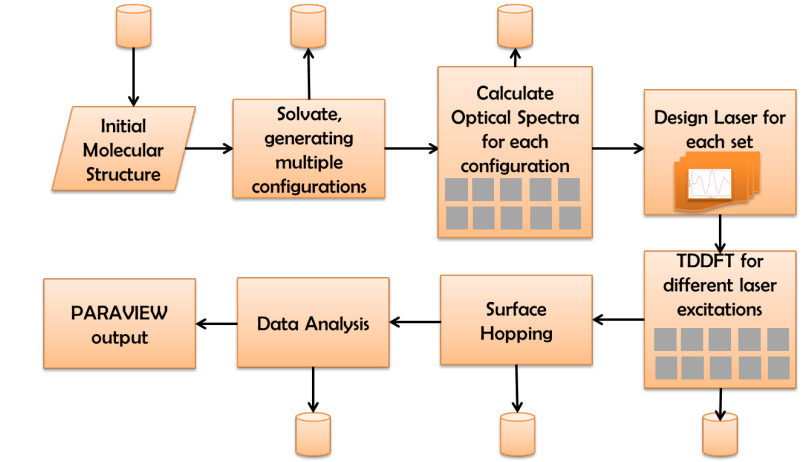 Initial
Molecular
Structure
Solvate,
generating
multiple
configurations
Calculate
Optical Spectra
for each
configuration
Design Laser for
each set
TDDFT for
different laser
excitations
Surface
Hopping
Data Analysis
PARAVIEW
output